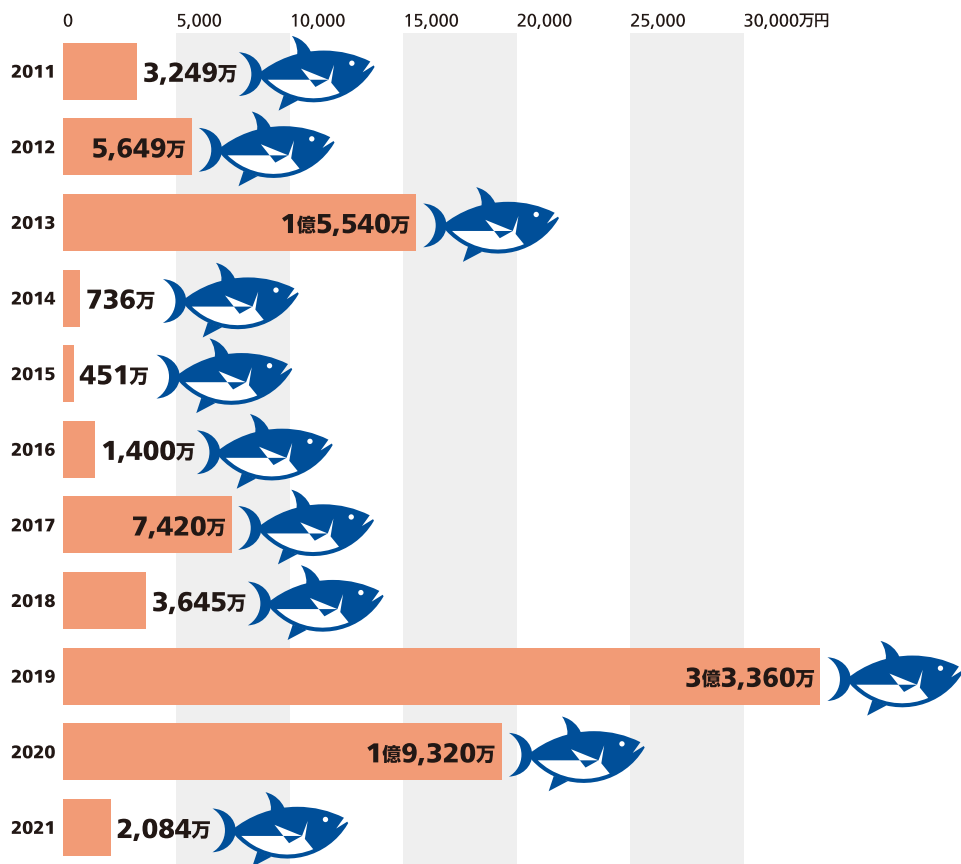 0 5,000 10,000 15,000 20,000 25,000 30,000万円
2011 3,249万
2012 5,649万
2013 1億5,540万
2014 736万
2015 451万
2016 1,400万
2017 7,420万
2018 3,645万
2019 3億3,360万
2020 1億9,320万
2021 2,084万